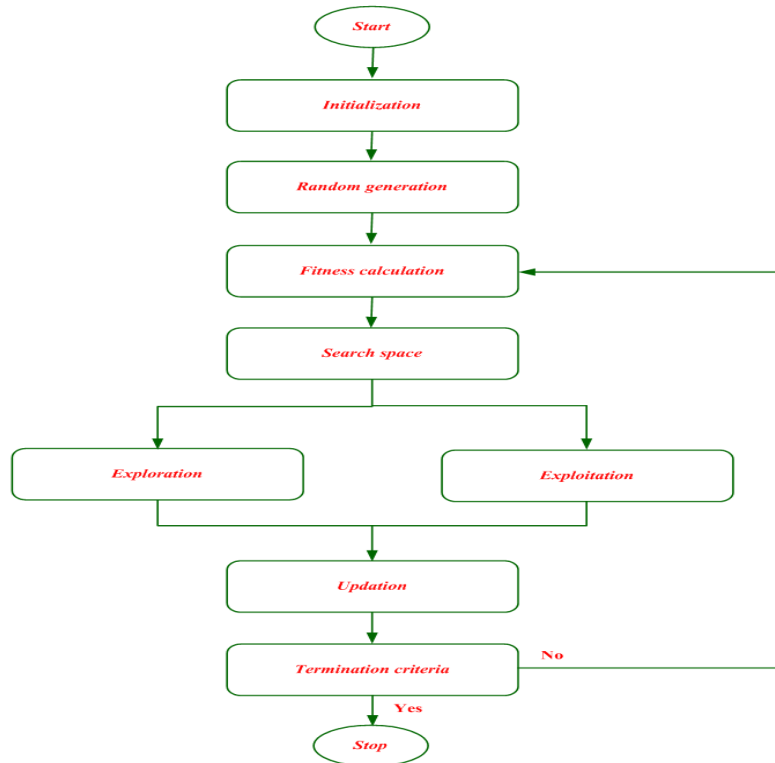 Start
Initialization
Random generation
Fitness calculation
Search space
Exploration
Exploitation
Updation
Termination criteria
No
Yes
Stop